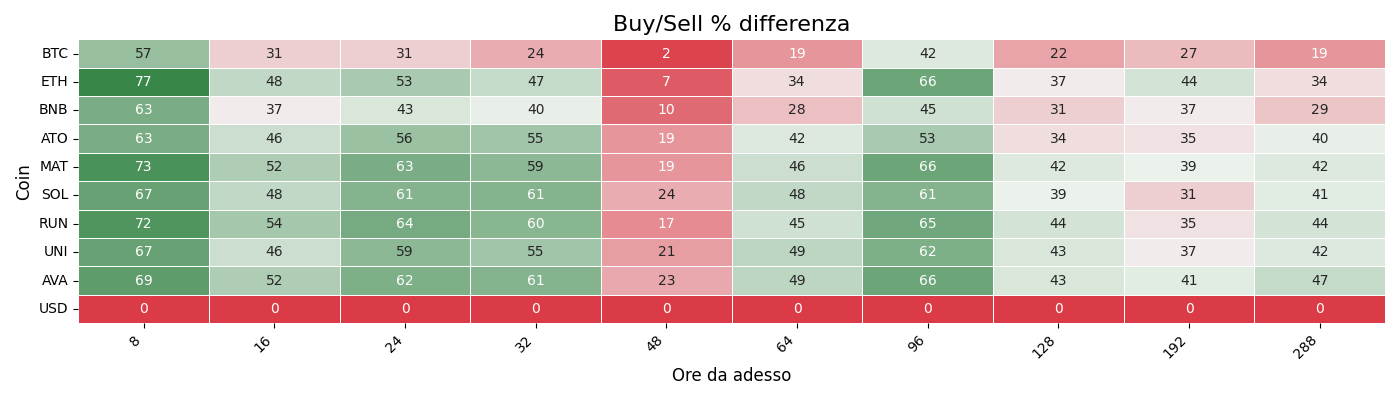 Buy/Sell % differenza
Coin
BTC 57 31 31 24 2 19 42 22 27 19
ETH 77 48 53 47 7 34 66 37 44 34
BNB 63 37 43 40 10 28 45 31 37 29
ATO 63 46 56 55 19 42 53 34 35 40
MAT 73 52 63 59 19 46 66 42 39 42
SOL 67 48 61 61 24 48 61 39 31 41
RUN 72 54 64 60 17 45 65 44 35 44
UNI 67 46 59 55 21 49 62 43 37 42
AVA 69 52 62 61 23 49 66 43 41 47
USD 0 0 0 0 0 0 0 0 0 0
8 16 24 32 48 64 96 128 192 288
Ore da adesso